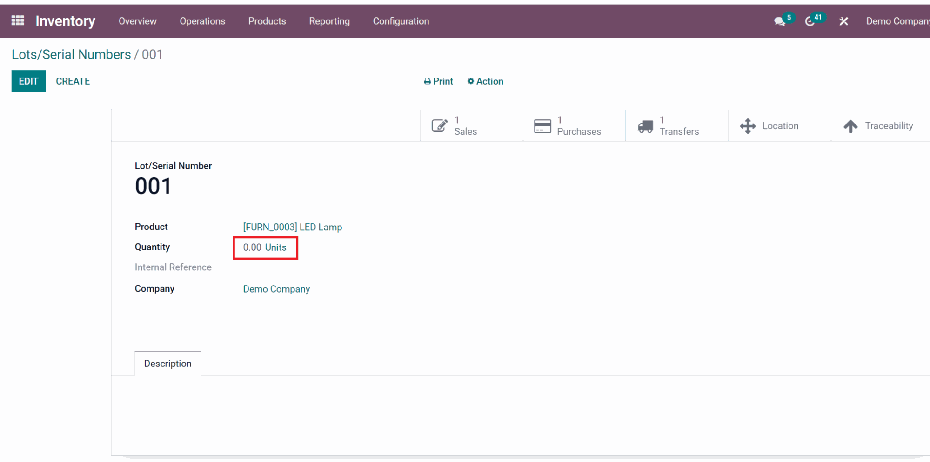 Inventory Overview Operations Products Reporting Configuration 5 41 Demo Company
Lots/Serial Numbers / 001
EDIT CREATE Print Action
1 Sales 1 Purchases 1 Transfers Location Traceability
Lot/Serial Number
001
Product [FURN_0003] LED Lamp
Quantity 0.00 Units
Internal Reference
Company Demo Company
Description